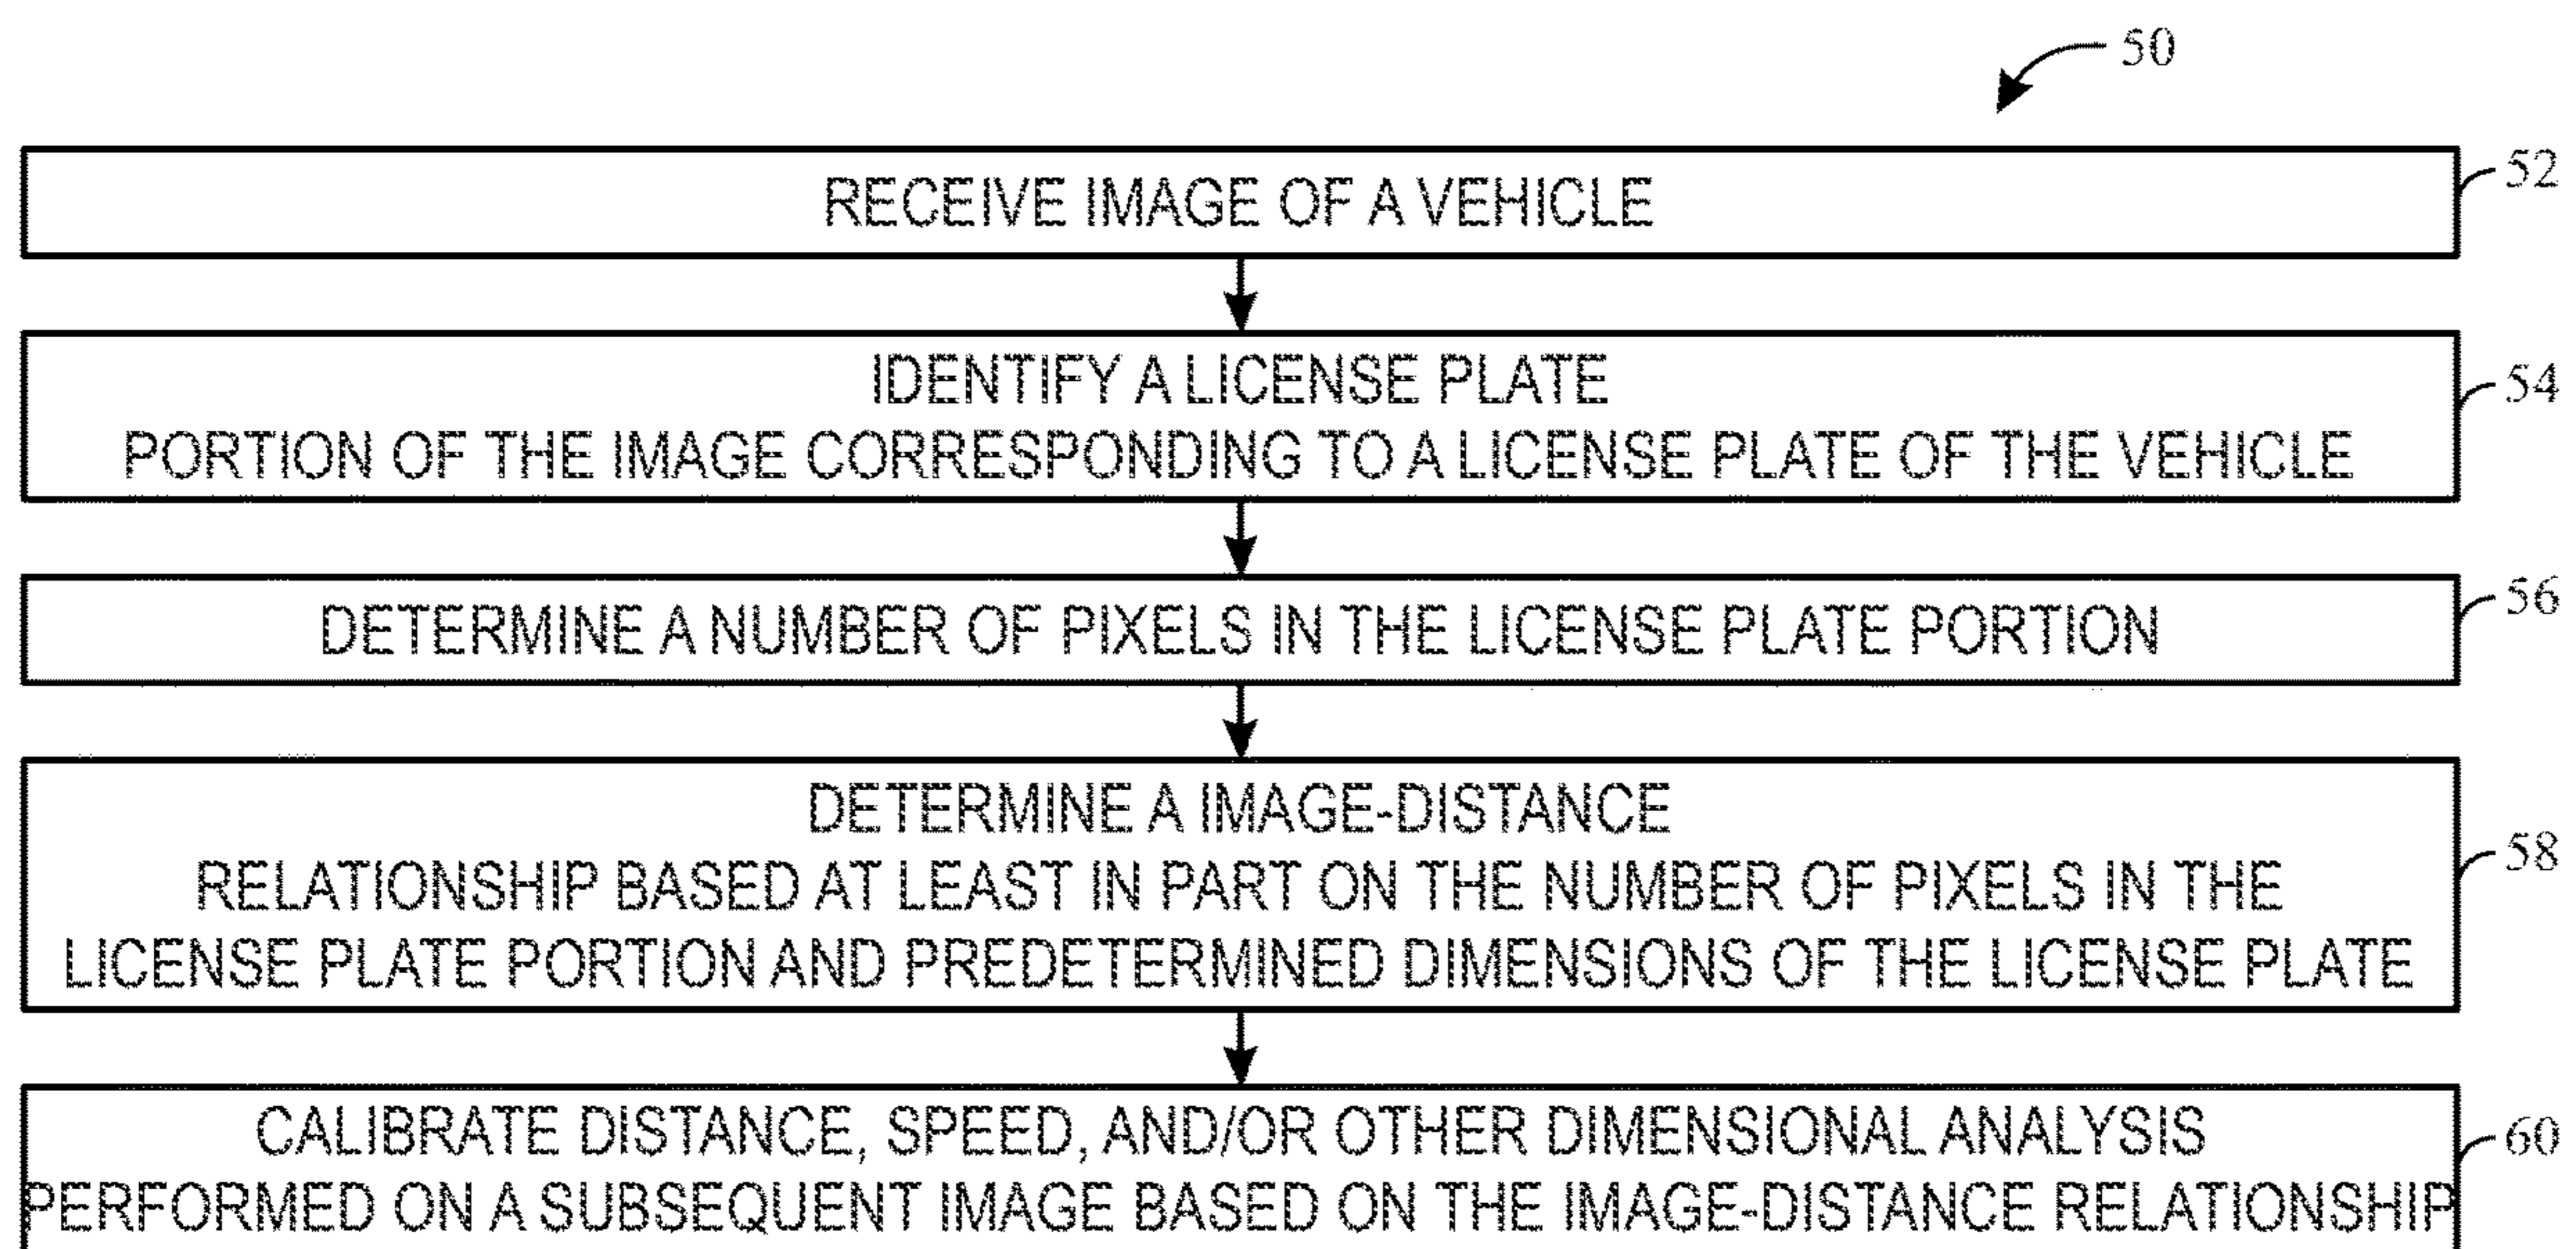 50
RECEIVE IMAGE OF A VEHICLE
52
IDENTIFY A LICENSE PLATE
PORTION OF THE IMAGE CORRESPONDING TO A LICENSE PLATE OF THE VEHICLE
54
DETERMINE A NUMBER OF PIXELS IN THE LICENSE PLATE PORTION
56
DETERMINE A IMAGE-DISTANCE
RELATIONSHIP BASED AT LEAST IN PART ON THE NUMBER OF PIXELS IN THE
LICENSE PLATE PORTION AND PREDETERMINED DIMENSIONS OF THE LICENSE PLATE
58
CALIBRATE DISTANCE, SPEED, AND/OR OTHER DIMENSIONAL ANALYSIS
PERFORMED ON A SUBSEQUENT IMAGE BASED ON THE IMAGE-DISTANCE RELATIONSHIP
60